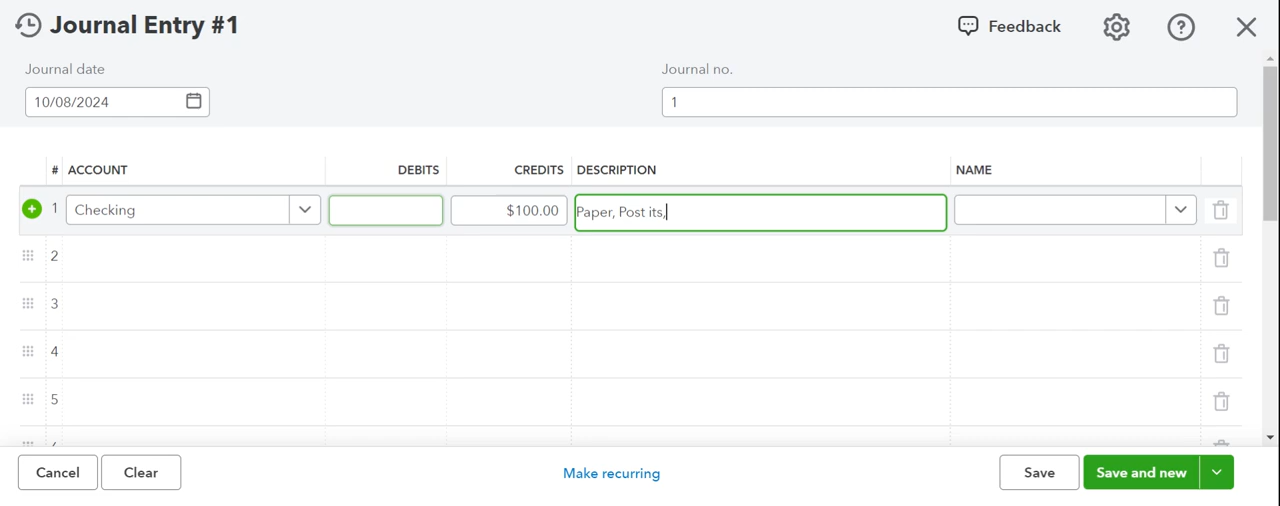 Journal Entry #1
Feedback
Journal date
Journal no.
10/08/2024
1
# ACCOUNT DEBITS CREDITS DESCRIPTION NAME
1 Checking $100.00 Paper, Post its,
2
3
4
5
Cancel Clear Make recurring Save Save and new